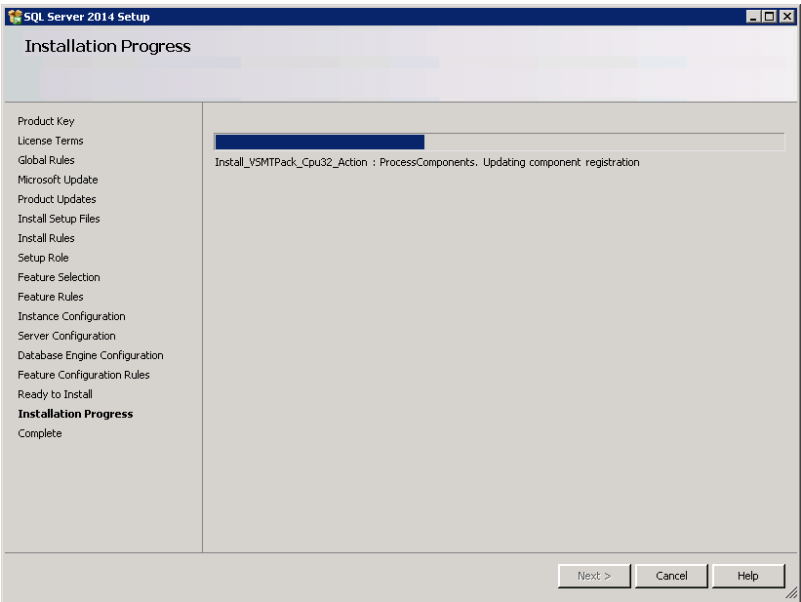 SQL Server 2014 Setup
Installation Progress
Product Key
License Terms
Global Rules
Microsoft Update
Product Updates
Install Setup Files
Install Rules
Setup Role
Feature Selection
Feature Rules
Instance Configuration
Server Configuration
Database Engine Configuration
Feature Configuration Rules
Ready to Install
Installation Progress
Complete
Install_VSMTPack_Cpu32_Action : ProcessComponents. Updating component registration
Next >
Cancel
Help